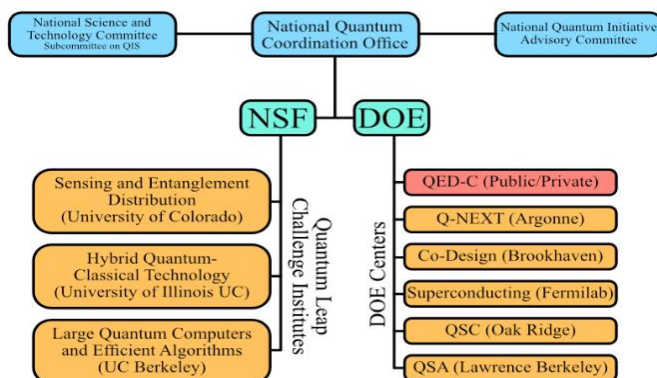 National Science and
Technology Committee
Subcommittee on QIS
National Quantum
Coordination Office
National Quantum Initiative
Advisory Committee
NSF
DOE
Sensing and Entanglement
Distribution
(University of Colorado)
Hybrid Quantum-
Classical Technology
(University of Illinois UC)
Large Quantum Computers
and Efficient Algorithms
(UC Berkeley)
Quantum Leap
Challenge Institutes
DOE Centers
QED-C (Public/Private)
Q-NEXT (Argonne)
Co-Design (Brookhaven)
Superconducting (Fermilab)
QSC (Oak Ridge)
QSA (Lawrence Berkeley)